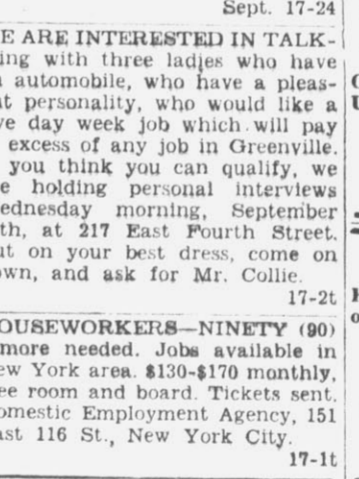 Sept. 17-24
E ARE INTERESTED IN TALK-
ing with three ladies who have
automobile, who have a pleas-
t personality, who would like a
ve day week job which will pay
excess of any job in Greenville.
you think you can qualify, we
e holding personal interviews
ednesday morning, September
th, at 217 East Fourth Street.
ut on your best dress, come on
own, and ask for Mr. Collie.
17-2t
OUSEWORKERS—NINETY (90)
more needed. Jobs available in
ew York area. $130-$170 monthly,
ee room and board. Tickets sent.
omestic Employment Agency, 151
ast 116 St., New York City.
17-1t